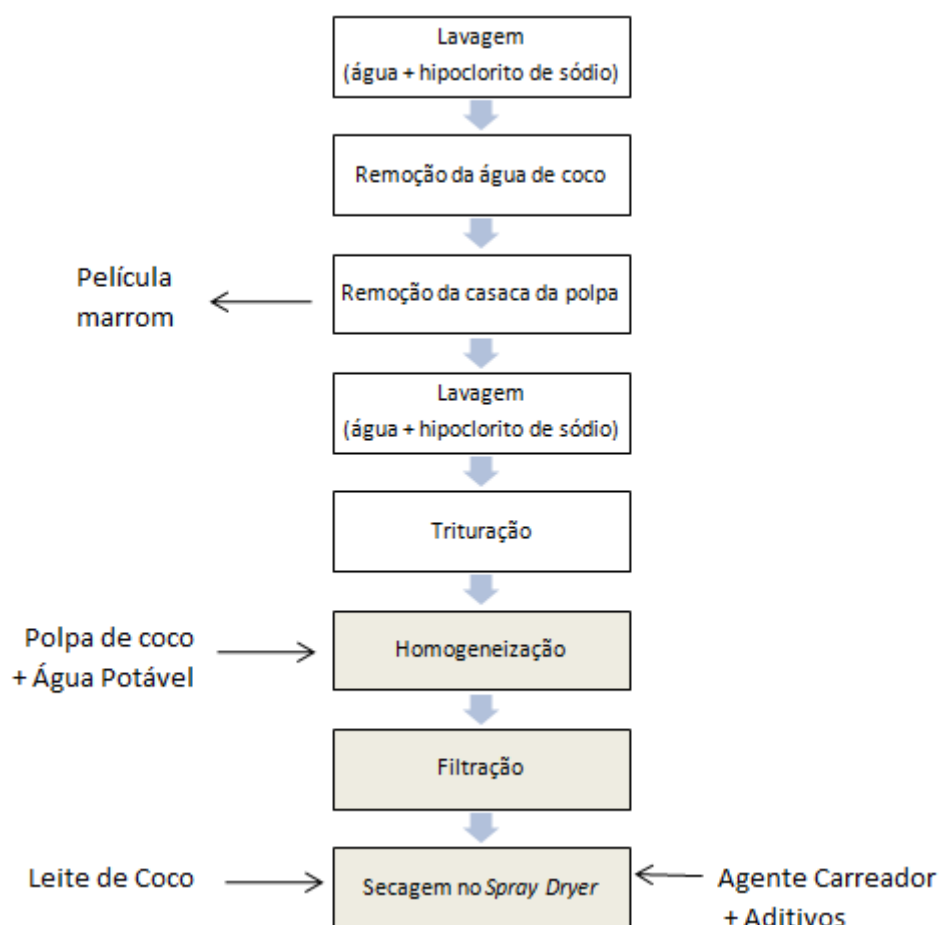 Lavagem
(água + hipoclorito de sódio)
Remoção da água de coco
Película
marrom
Remoção da casaca da polpa
Lavagem
(água + hipoclorito de sódio)
Trituração
Polpa de coco
+ Água Potável
Homogeneização
Filtração
Leite de Coco
Secagem no Spray Dryer
Agente Carreador
+ Aditivos